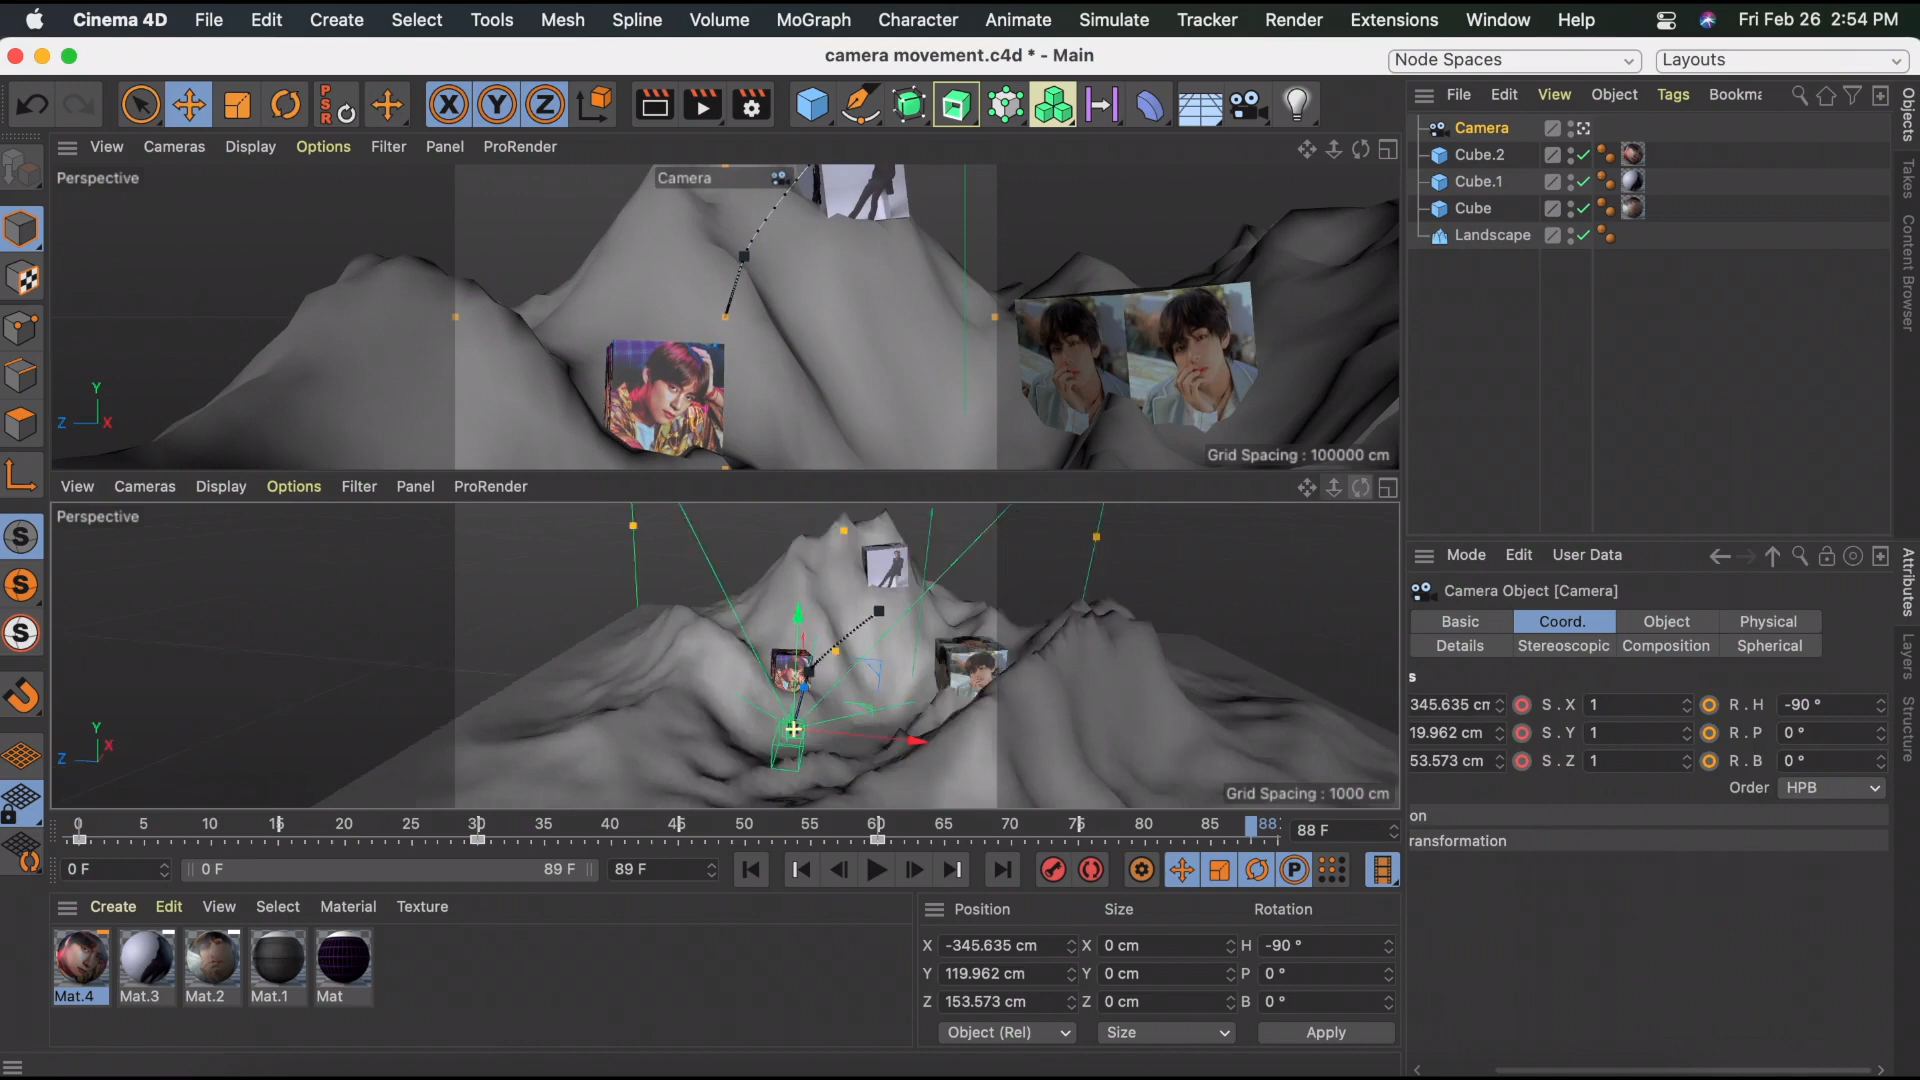 Cinema 4D File Edit Create Select Tools Mesh Spline Volume MoGraph Character Animate Simulate Tracker Render Extensions Window Help Fri Feb 26 2:54 PM
camera movement.c4d * - Main
Node Spaces
Layouts
PSR
X Y Z
File Edit View Object Tags Bookma
View Cameras Display Options Filter Panel ProRender
Perspective
Camera
Y
Z X
Grid Spacing : 100000 cm
View Cameras Display Options Filter Panel ProRender
Perspective
Y
Z X
Grid Spacing : 1000 cm
S
S
S
Camera
Cube.2
Cube.1
Cube
Landscape
Objects
Takes
Content Browser
Mode Edit User Data
Camera Object [Camera]
Basic Coord. Object Physical
Details Stereoscopic Composition Spherical
s
345.635 cm S . X 1 R . H -90 °
19.962 cm S . Y 1 R . P 0 °
53.573 cm S . Z 1 R . B 0 °
Order HPB
on
ransformation
Attributes
Layers
Structure
0 5 10 15 20 25 30 35 40 45 50 55 60 65 70 75 80 85 88 88 F
0 F 0 F 89 F 89 F
P
Create Edit View Select Material Texture
Mat.4 Mat.3 Mat.2 Mat.1 Mat
Position Size Rotation
X -345.635 cm X 0 cm H -90 °
Y 119.962 cm Y 0 cm P 0 °
Z 153.573 cm Z 0 cm B 0 °
Object (Rel) Size Apply